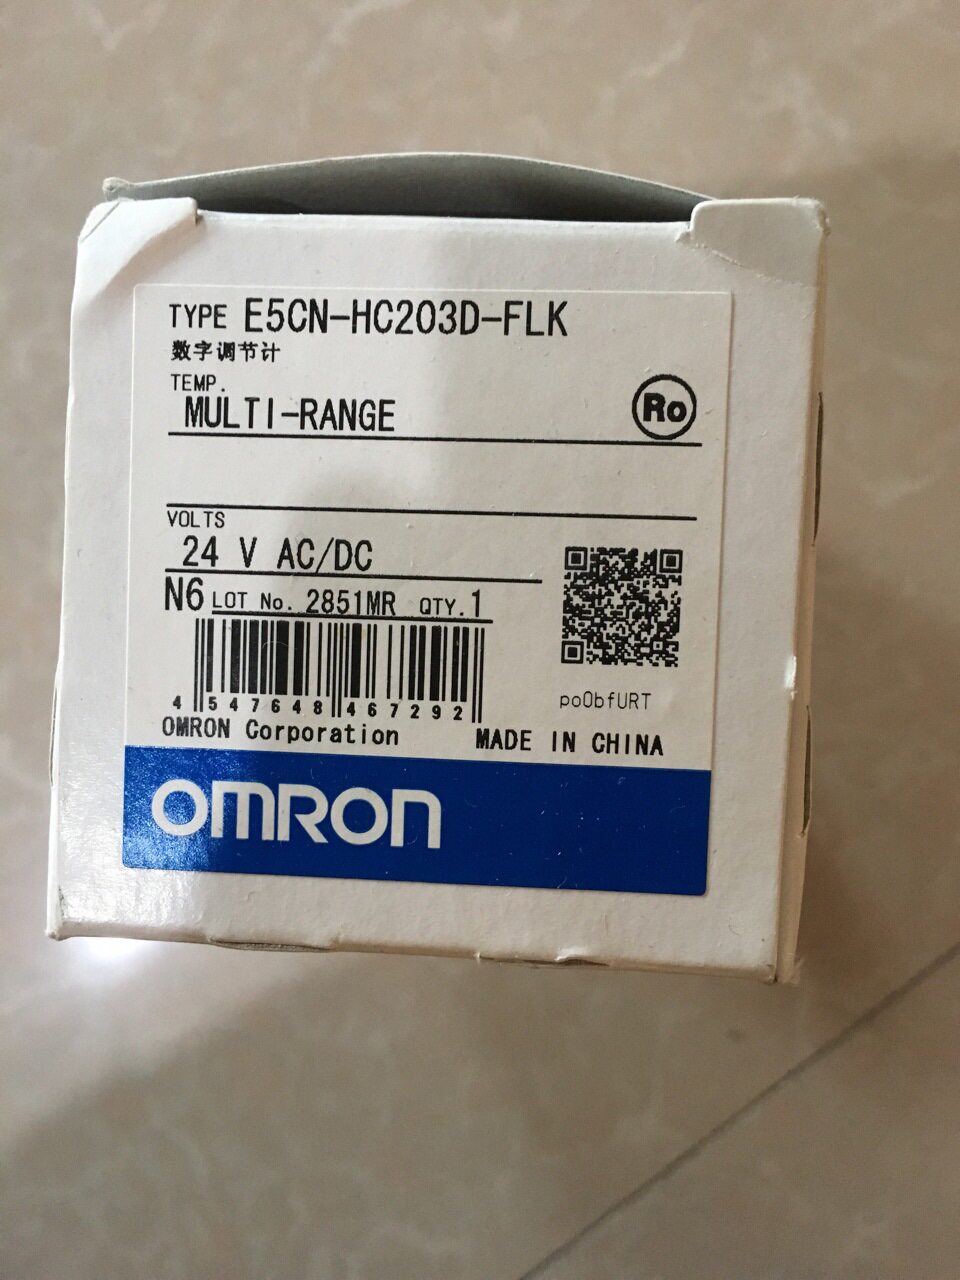 TYPE E5CN-HC203D-FLK
数字调节计
TEMP.
MULTI-RANGE
Ro
VOLTS
24 V AC/DC
N6 LOT No. 2851MR QTY. 1
4 547648 467292
po0bfURT
OMRON Corporation MADE IN CHINA
OMRON